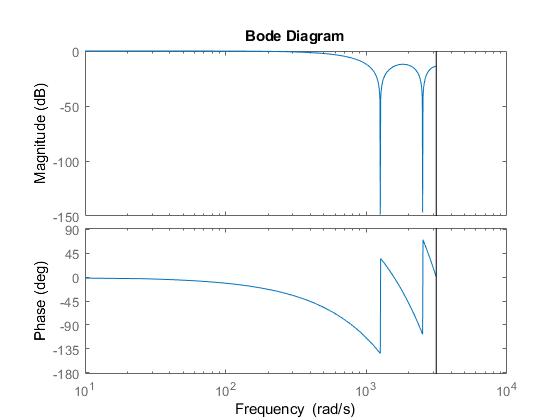 Bode Diagram
Magnitude (dB)
0
-50
-100
-150
Phase (deg)
90
45
0
-45
-90
-135
-180
10^1 10^2 10^3 10^4
Frequency (rad/s)